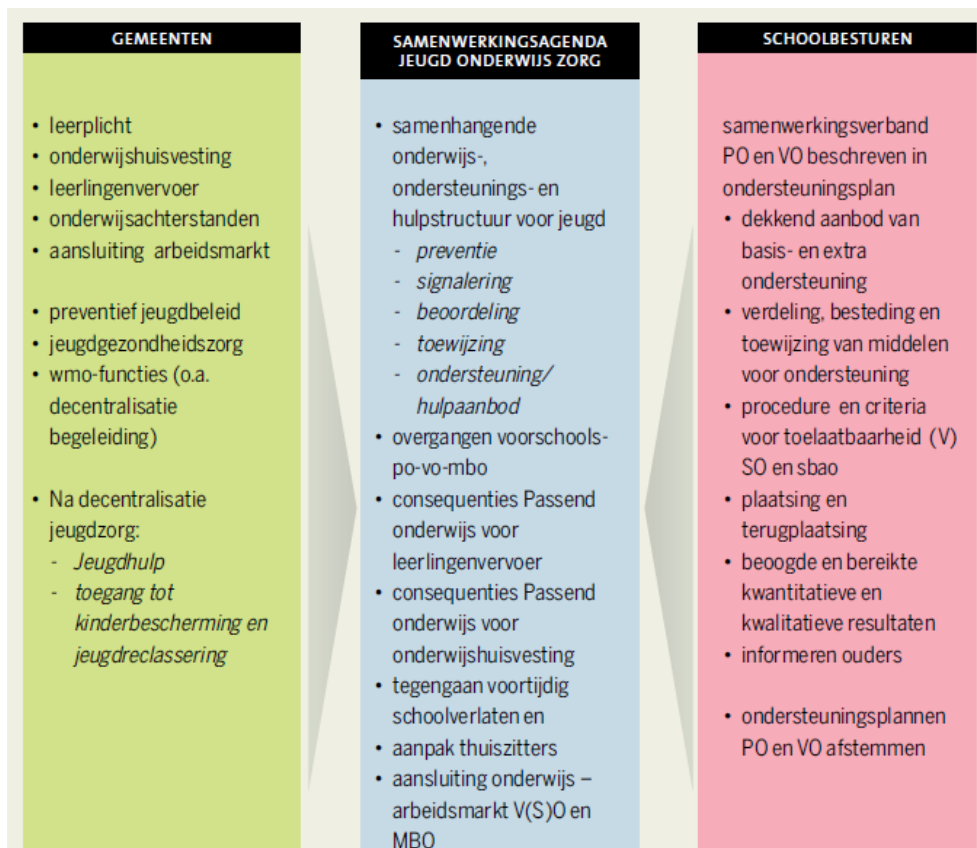 GEMEENTEN
• leerplicht
• onderwijshuisvesting
• leerlingenvervoer
• onderwijsachterstanden
• aansluiting arbeidsmarkt
• preventief jeugdbeleid
• jeugdgezondheidszorg
• wmo-functies (o.a.
decentralisatie
begeleiding)
• Na decentralisatie
jeugdzorg:
- Jeugdhulp
- toegang tot
kinderbescherming en
jeugdreclassering
SAMENWERKINGSAGENDA
JEUGD ONDERWIJS ZORG
• samenhangende
onderwijs-,
ondersteunings- en
hulpstructuur voor jeugd
- preventie
- signalering
- beoordeling
- toewijzing
- ondersteuning/
hulpaanbod
• overgangen voorschools-
po-vo-mbo
• consequenties Passend
onderwijs voor
leerlingenvervoer
• consequenties Passend
onderwijs voor
onderwijshuisvesting
• tegengaan voortijdig
schoolverlaten en
• aanpak thuiszitters
• aansluiting onderwijs –
arbeidsmarkt V(S)O en
MBO
SCHOOLBESTUREN
samenwerkingsverband
PO en VO beschreven in
ondersteuningsplan
• dekkend aanbod van
basis- en extra
ondersteuning
• verdeling, besteding en
toewijzing van middelen
voor ondersteuning
• procedure en criteria
voor toelaatbaarheid (V)
SO en sbao
• plaatsing en
terugplaatsing
• beoogde en bereikte
kwantitatieve en
kwalitatieve resultaten
• informeren ouders
• ondersteuningsplannen
PO en VO afstemmen